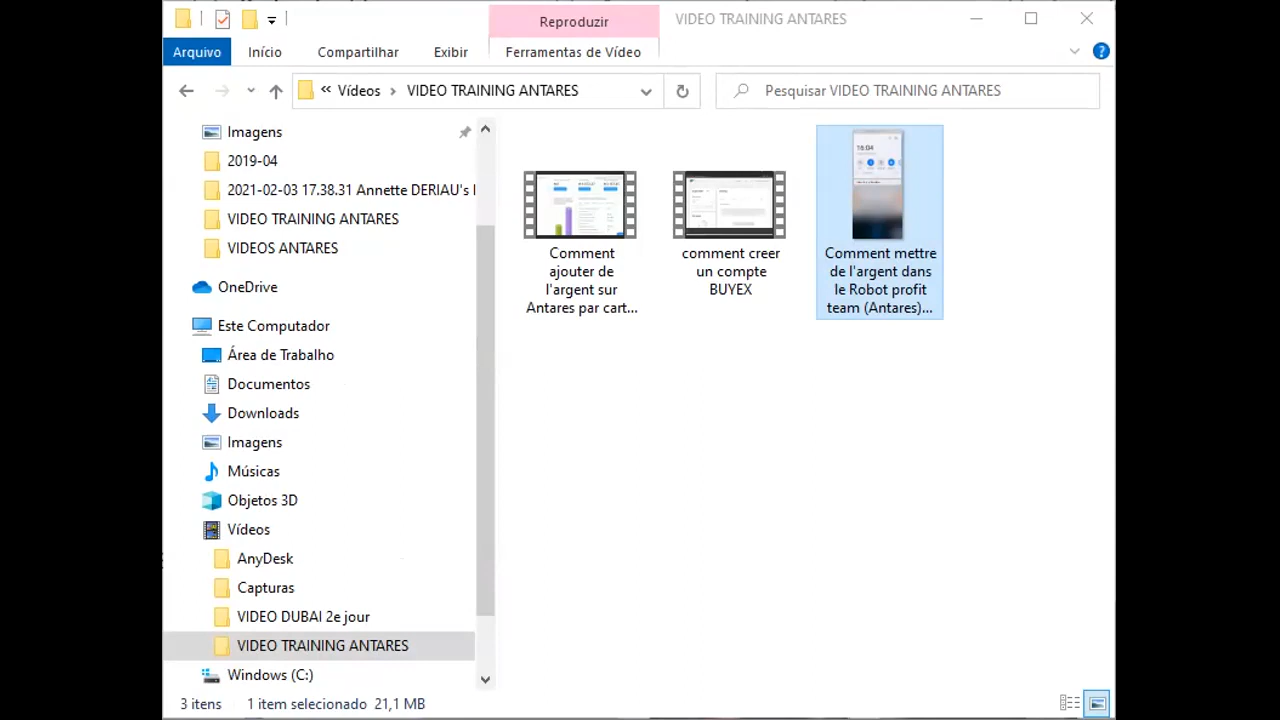 Reproduzir
VIDEO TRAINING ANTARES
Arquivo
Início
Compartilhar
Exibir
Ferramentas de Vídeo
?
« Vídeos › VIDEO TRAINING ANTARES
Pesquisar VIDEO TRAINING ANTARES
Imagens
2019-04
2021-02-03 17.38.31 Annette DERIAU's
VIDEO TRAINING ANTARES
VIDEOS ANTARES
OneDrive
Este Computador
Área de Trabalho
Documentos
Downloads
Imagens
Músicas
Objetos 3D
Vídeos
AnyDesk
Capturas
VIDEO DUBAI 2e jour
VIDEO TRAINING ANTARES
Windows (C:)
Comment
ajouter de
l'argent sur
Antares par cart...
comment creer
un compte
BUYEX
Comment mettre
de l'argent dans
le Robot profit
team (Antares)...
3 itens
1 item selecionado 21,1 MB